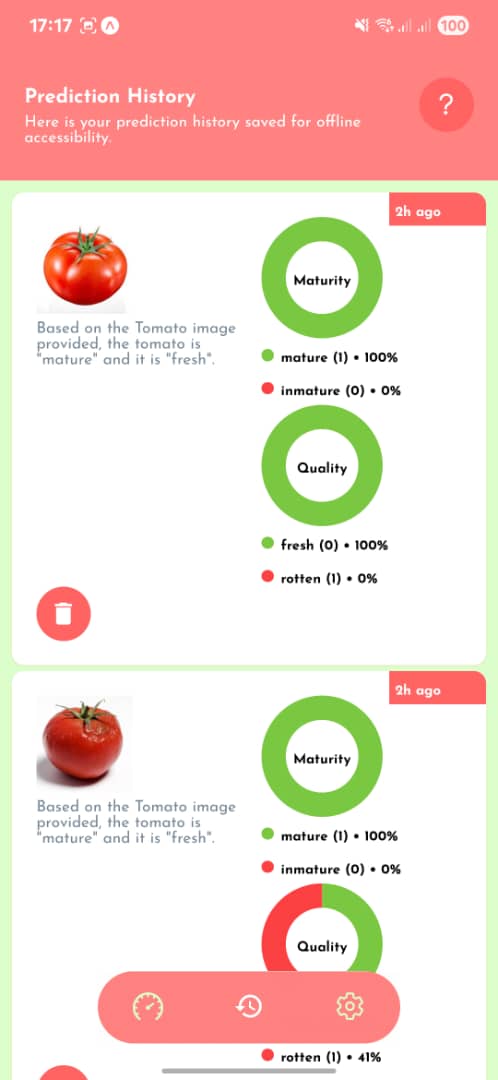 17:17
100
Prediction History
Here is your prediction history saved for offline
accessibility.
?
2h ago
Maturity
Based on the Tomato image
provided, the tomato is
"mature" and it is "fresh".
mature (1) • 100%
inmature (0) • 0%
Quality
fresh (0) • 100%
rotten (1) • 0%
2h ago
Maturity
Based on the Tomato image
provided, the tomato is
"mature" and it is "fresh".
mature (1) • 100%
inmature (0) • 0%
Quality
rotten (1) • 41%